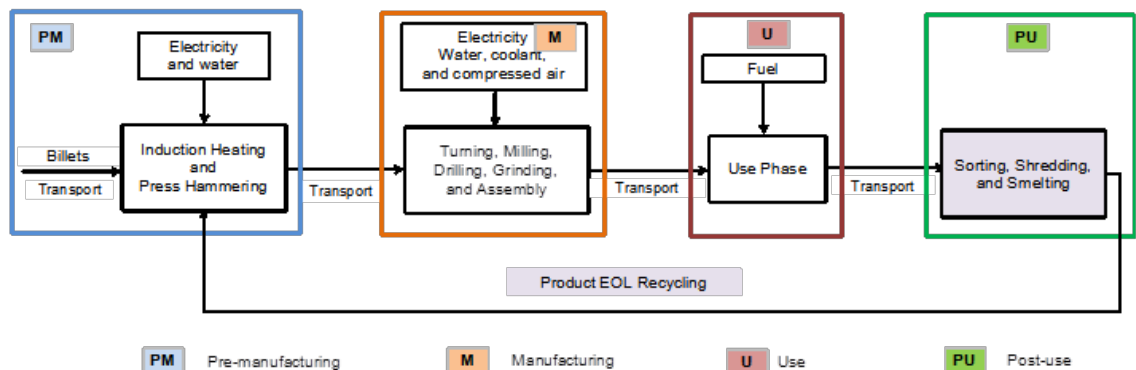 PM
Electricity
and water
Billets
Transport
Induction Heating
and
Press Hammering
Transport
M
Electricity
Water, coolant,
and compressed air
Turning, Milling,
Drilling, Grinding,
and Assembly
Transport
U
Fuel
Use Phase
Transport
PU
Sorting, Shredding,
and Smelting
Product EOL Recycling
PM Pre-manufacturing
M Manufacturing
U Use
PU Post-use